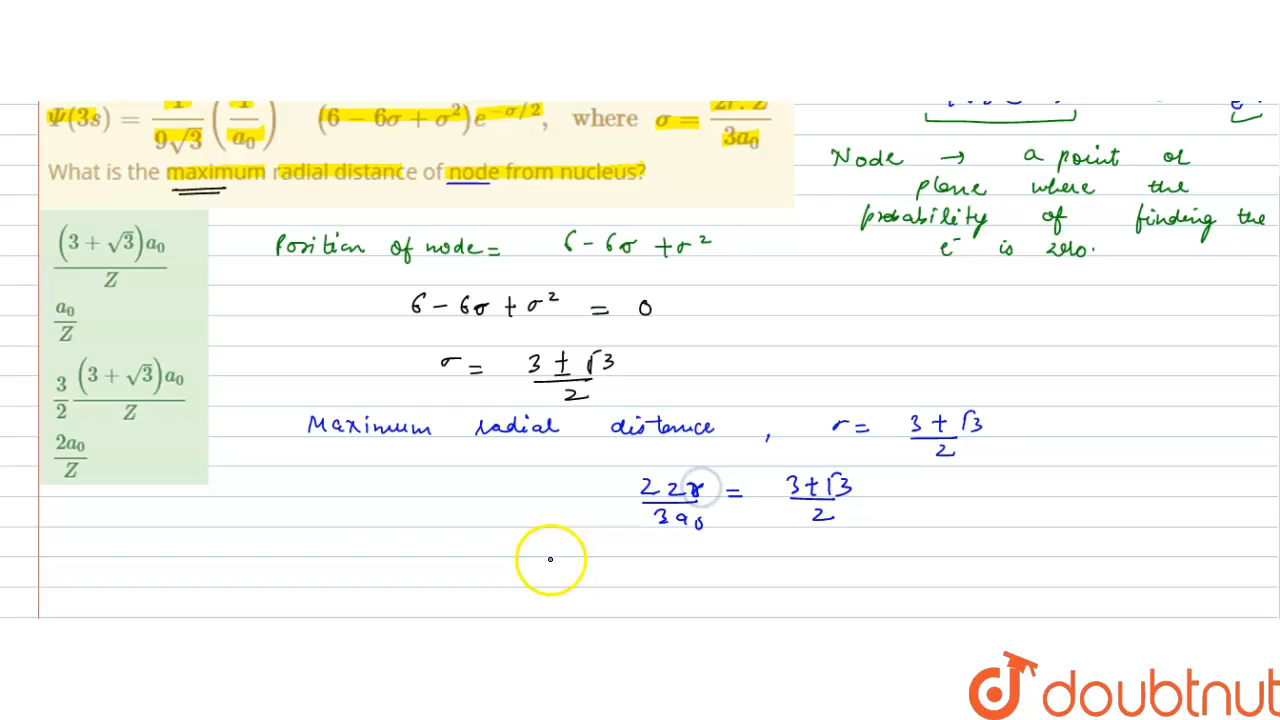 Ψ(3s) = 1/9√3 (1/a₀) (6 − 6σ + σ²)e^(−σ/2), where σ = 2r.Z/3a₀
What is the maximum radial distance of node from nucleus?
(3 + √3)a₀/Z
a₀/Z
3/2 (3 + √3)a₀/Z
2a₀/Z
Node → a point or
plane where the
probability of finding the
e⁻ is zero.
Position of node = 6 − 6σ + σ²
6 − 6σ + σ² = 0
σ = 3 ± √3/2
Maximum radial distance , r = 3 + √3/2
2Zr/3a₀ = 3 + √3/2
doubtnut